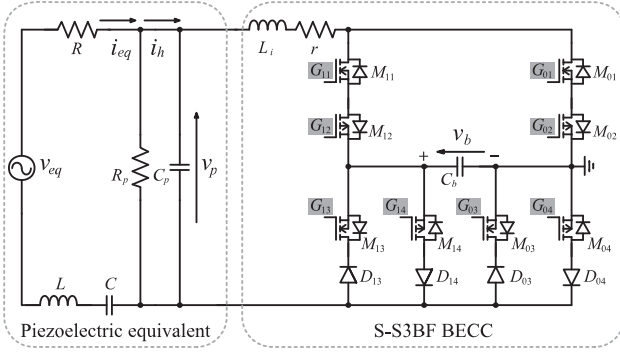 R
i_eq
i_h
L_i
r
G_11
M_11
G_01
M_01
G_12
M_12
G_02
M_02
v_eq
R_p
C_p
v_p
v_b
+
−
C_b
G_13
M_13
G_14
M_14
G_03
M_03
G_04
M_04
L
C
D_13
D_14
D_03
D_04
Piezoelectric equivalent
S-S3BF BECC